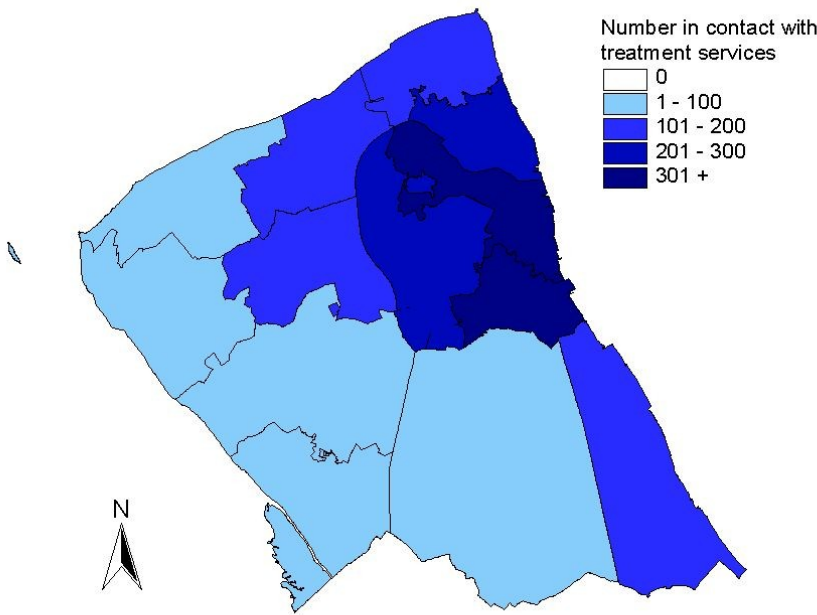 Number in contact with
treatment services
0
1 - 100
101 - 200
201 - 300
301 +
N